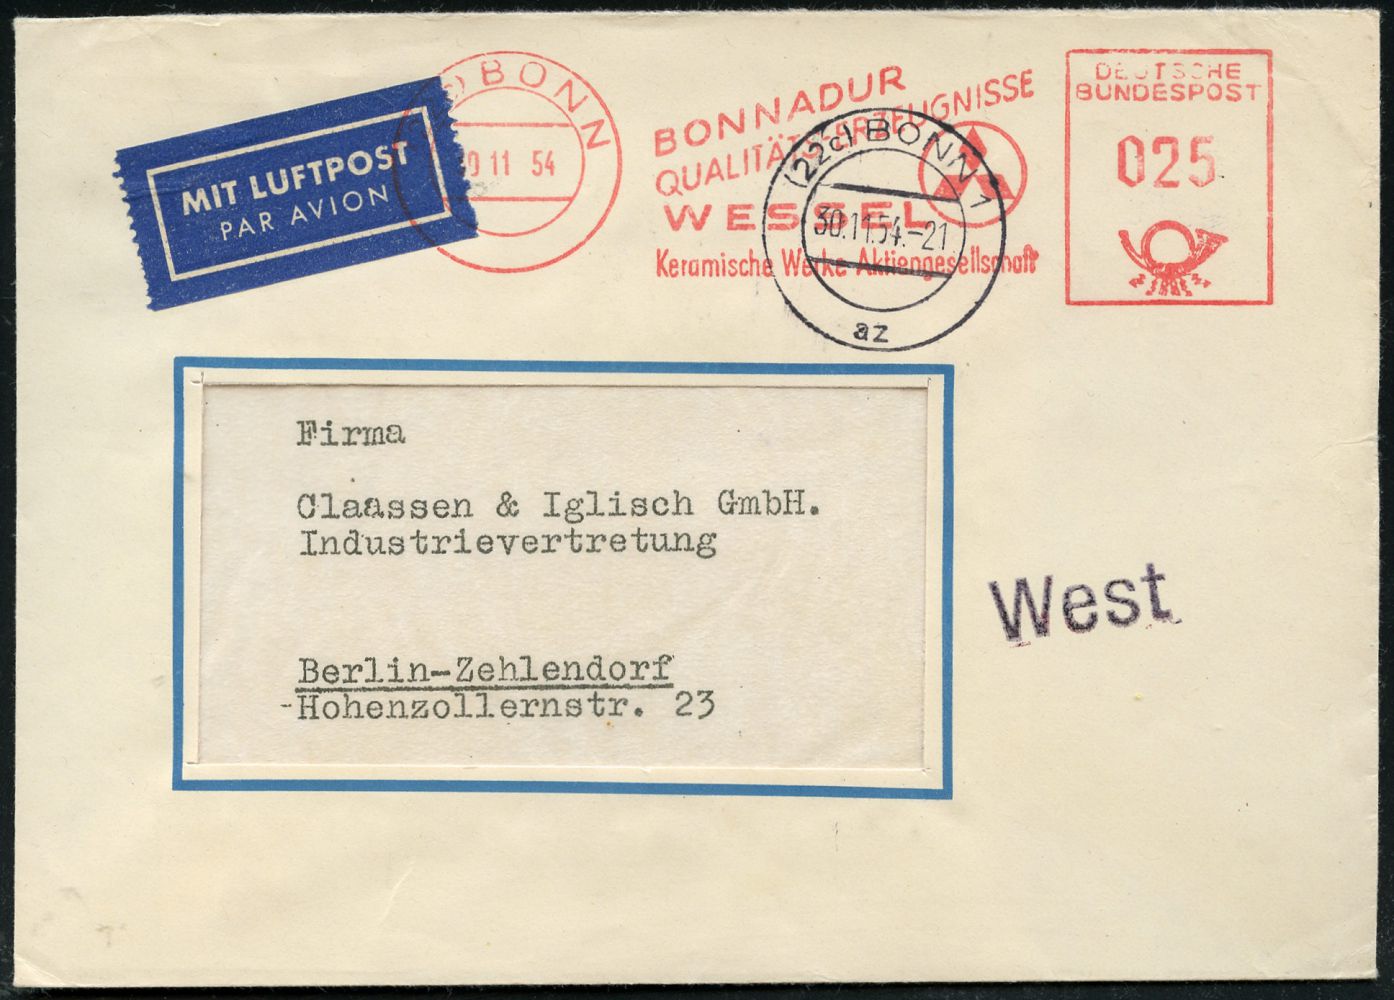 MIT LUFTPOST
PAR AVION
BONN
11 54
BONNADUR
QUALITÄTSERZEUGNISSE
WESSEL
Keramische Werke Aktiengesellschaft
(22c) BONN 1
30.11.54.-21
az
DEUTSCHE
BUNDESPOST
025
Firma
Claassen & Iglisch GmbH.
Industrievertretung
Berlin-Zehlendorf
-Hohenzollernstr. 23
West